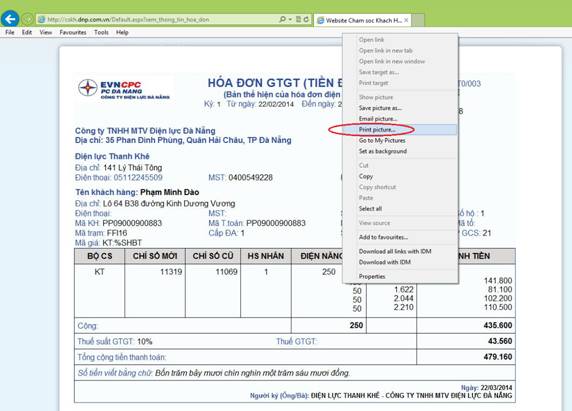 http://cskh.dnp.com.vn/Default.aspx?sem_thong_tin_hoa_don
Website Cham soc Khach H...
File Edit View Favourites Tools Help
EVNCPC
PC ĐA NANG
CÔNG TY ĐIỆN LỰC ĐÀ NẴNG
HÓA ĐƠN GTGT (TIỀN Đ
T0/003
(Bản thể hiện của hóa đơn điện
Kỳ: 1 Từ ngày: 22/02/2014 Đến ngày: 2
Công ty TNHH MTV Điện lực Đà Nẵng
Địa chỉ: 35 Phan Đình Phùng, Quận Hải Châu, TP Đà Nẵng
Điện lực Thanh Khê
Địa chỉ: 141 Lý Thái Tông
Điện thoại: 05112245509 MST: 0400549228
Tên khách hàng: Phạm Minh Đào
Địa chỉ: Lô 64 B38 đường Kinh Dương Vương
Điện thoại: MST: Số hộ : 1
Mã KH: PP09000900883 Mã T.toán: PP09000900883 Mã tổ:
Mã trạm: FFI16 Cấp ĐA: 1 GCS: 21
Mã giá: KT:%SHBT
Open link
Open link in new tab
Open link in new window
Save target as...
Print target
Show picture
Save picture as...
Email picture...
Print picture...
Go to My Pictures
Set as background
Cut
Copy
Copy shortcut
Paste
Select all
View source
Add to favourites...
Download all links with IDM
Download with IDM
Properties
BỘ CS CHỈ SỐ MỚI CHỈ SỐ CŨ HS NHÂN ĐIỆN NĂNG NH TIỀN
KT 11319 11069 1 250
141.800
50 1.622 81.100
50 2.044 102.200
50 2.210 110.500
Cộng: 250 435.600
Thuế suất GTGT: 10% Thuế GTGT: 43.560
Tổng cộng tiền thanh toán: 479.160
Số tiền viết bằng chữ: Bốn trăm bảy mươi chín nghìn một trăm sáu mươi đồng.
Ngày: 22/03/2014
Người ký (Ông/Bà): ĐIỆN LỰC THANH KHÊ - CÔNG TY TNHH MTV ĐIỆN LỰC ĐÀ NẴNG